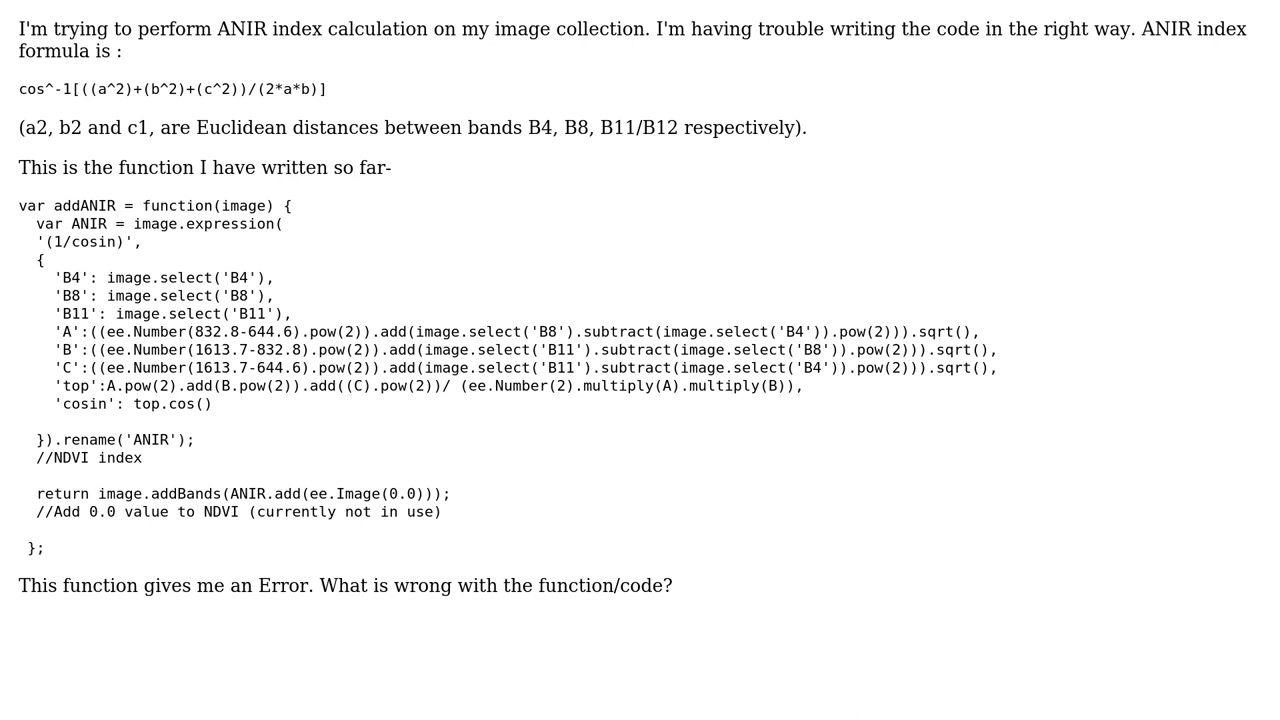 I'm trying to perform ANIR index calculation on my image collection. I'm having trouble writing the code in the right way. ANIR index
formula is :
cos^-1[((a^2)+(b^2)+(c^2))/(2*a*b)]
(a2, b2 and c1, are Euclidean distances between bands B4, B8, B11/B12 respectively).
This is the function I have written so far-
var addANIR = function(image) {
  var ANIR = image.expression(
  '(1/cosin)',
  {
    'B4': image.select('B4'),
    'B8': image.select('B8'),
    'B11': image.select('B11'),
    'A':((ee.Number(832.8-644.6).pow(2)).add(image.select('B8').subtract(image.select('B4')).pow(2))).sqrt(),
    'B':((ee.Number(1613.7-832.8).pow(2)).add(image.select('B11').subtract(image.select('B8')).pow(2))).sqrt(),
    'C':((ee.Number(1613.7-644.6).pow(2)).add(image.select('B11').subtract(image.select('B4')).pow(2))).sqrt(),
    'top':A.pow(2).add(B.pow(2)).add((C).pow(2))/ (ee.Number(2).multiply(A).multiply(B)),
    'cosin': top.cos()
  }).rename('ANIR');
  //NDVI index
  return image.addBands(ANIR.add(ee.Image(0.0)));
  //Add 0.0 value to NDVI (currently not in use)
 };
This function gives me an Error. What is wrong with the function/code?